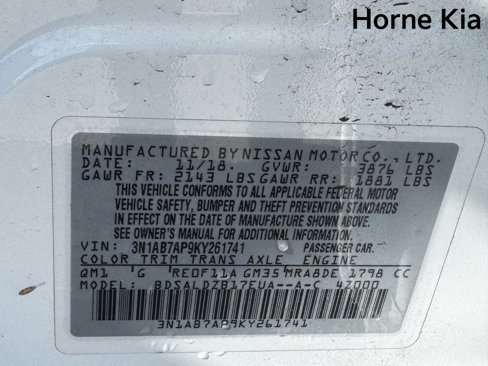 Horne Kia
MANUFACTURED BY NISSAN MOTOR CO., LTD.
DATE: 11/18. GVWR: 3876 LBS
GAWR FR: 2143 LBS GAWR RR: 1881 LBS
THIS VEHICLE CONFORMS TO ALL APPLICABLE FEDERAL MOTOR
VEHICLE SAFETY, BUMPER AND THEFT PREVENTION STANDARDS
IN EFFECT ON THE DATE OF MANUFACTURE SHOWN ABOVE.
SEE OWNER'S MANUAL FOR ADDITIONAL INFORMATION.
VIN: 3N1AB7AP9KY261741 PASSENGER CAR.
COLOR TRIM TRANS AXLE ENGINE
QM1 G RE0F11A GM35 MRA8DE 1798 CC
MODEL: BDSALDZB17EUA--A-C 4Z000
3N1AB7AP9KY261741